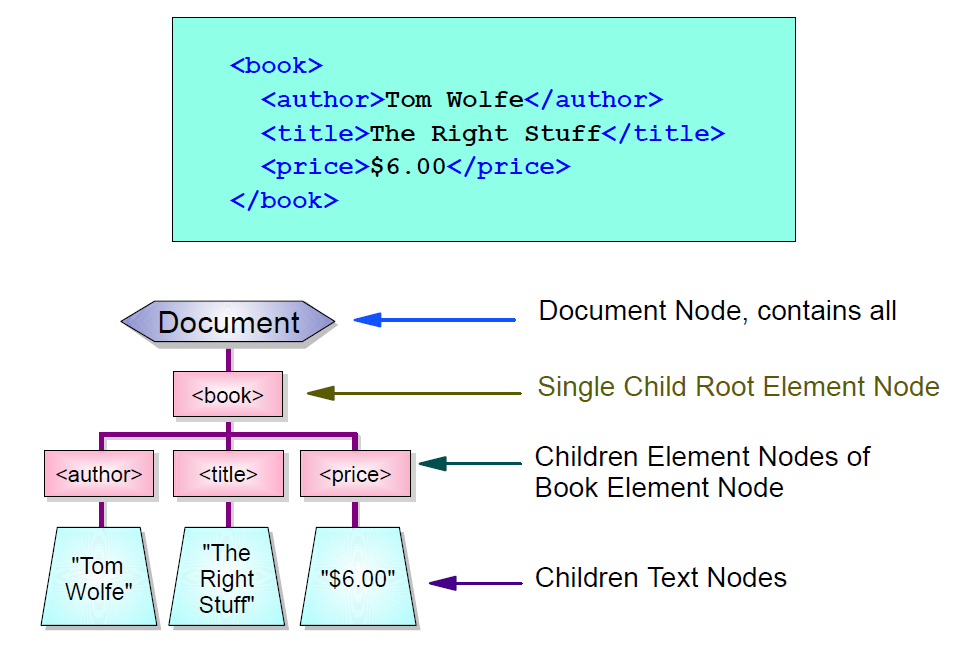 <book>
<author>Tom Wolfe</author>
<title>The Right Stuff</title>
<price>$6.00</price>
</book>
Document
Document Node, contains all
<book>
Single Child Root Element Node
<author>
<title>
<price>
Children Element Nodes of
Book Element Node
"Tom
Wolfe"
"The
Right
Stuff"
"$6.00"
Children Text Nodes